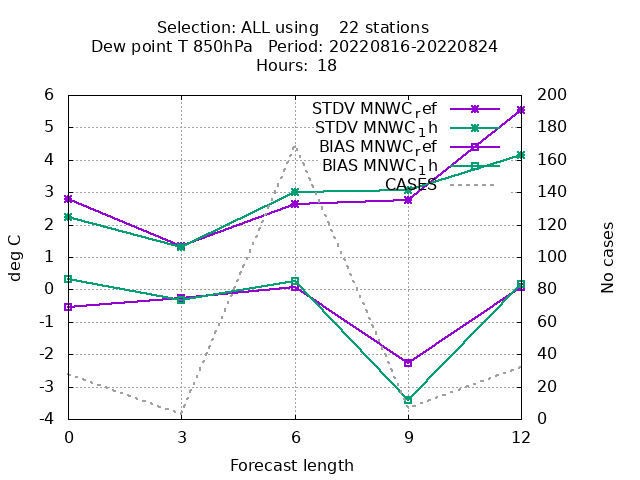 Selection: ALL using    22 stations
Dew point T 850hPa   Period: 20220816-20220824
Hours: 18
6 200
STDV MNWC_ref
5 180
STDV MNWC_1h
BIAS MNWC_ref
4 160
BIAS MNWC_1h
CASES
3 140
2 120
1 100
0 80
-1 60
-2 40
-3 20
-4 0
deg C
No cases
0 3 6 9 12
Forecast length